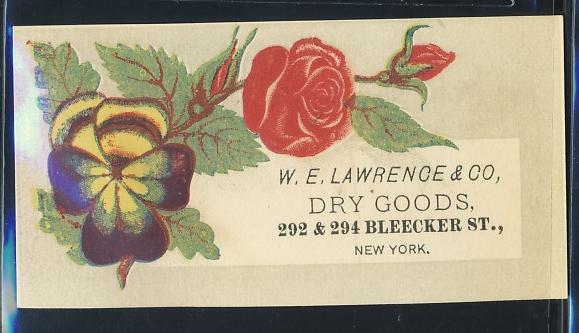 W. E. LAWRENCE & CO,
DRY GOODS,
292 & 294 BLEECKER ST.,
NEW YORK.